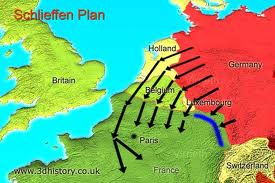 Schlieffen Plan
Holland
Germany
Britain
Belgium
Luxembourg
Paris
France
Switzerland
www.3dhistory.co.uk